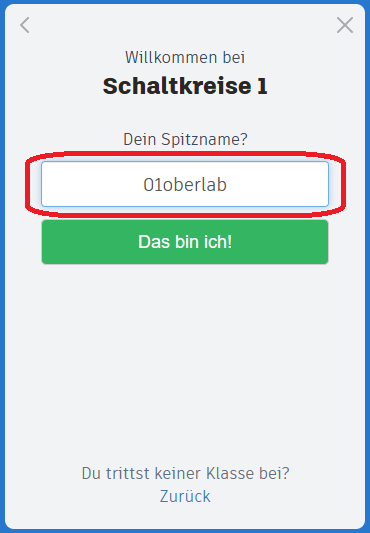 Willkommen bei
Schaltkreise 1
Dein Spitzname?
01oberlab
Das bin ich!
Du trittst keiner Klasse bei?
Zurück